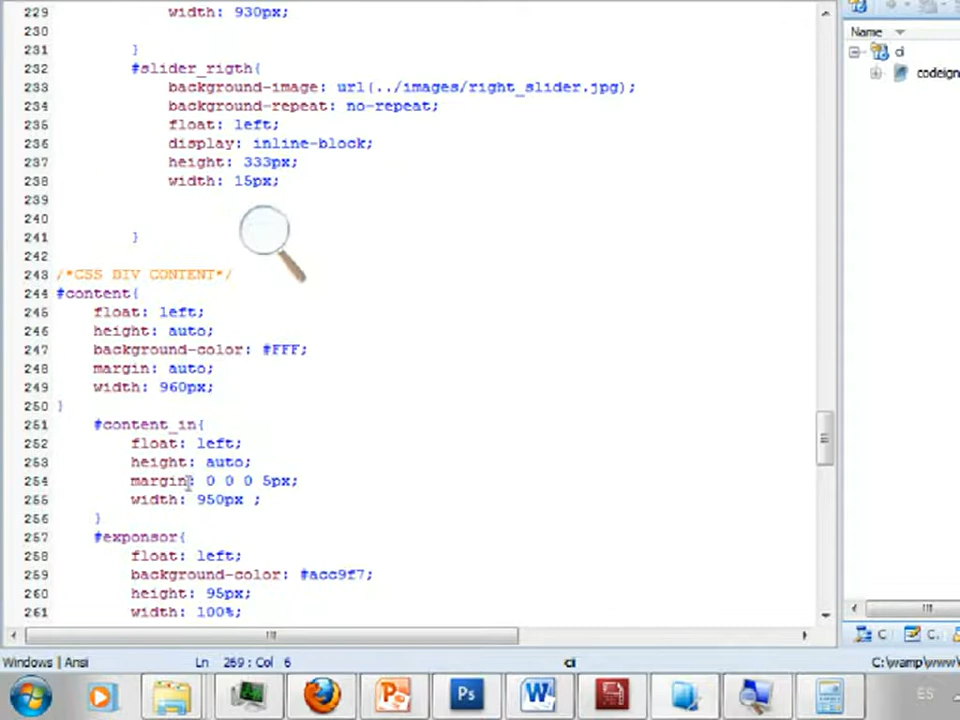 229 width: 930px;
230
231 }
232 #slider_rigth{
233 background-image: url(../images/right_slider.jpg);
234 background-repeat: no-repeat;
235 float: left;
236 display: inline-block;
237 height: 333px;
238 width: 15px;
239
240
241 }
242
243 /*CSS DIV CONTENT*/
244 #content{
245 float: left;
246 height: auto;
247 background-color: #FFF;
248 margin: auto;
249 width: 960px;
250 }
251 #content_in{
252 float: left;
253 height: auto;
254 margin: 0 0 0 5px;
255 width: 950px ;
256 }
257 #exponsor{
258 float: left;
259 background-color: #acc9f7;
260 height: 95px;
261 width: 100%;
Name
ci
codeign
C
C.
Windows | Ansi
Ln 269 : Col 6
ci
C:\wamp\www\
Ps
W
ES